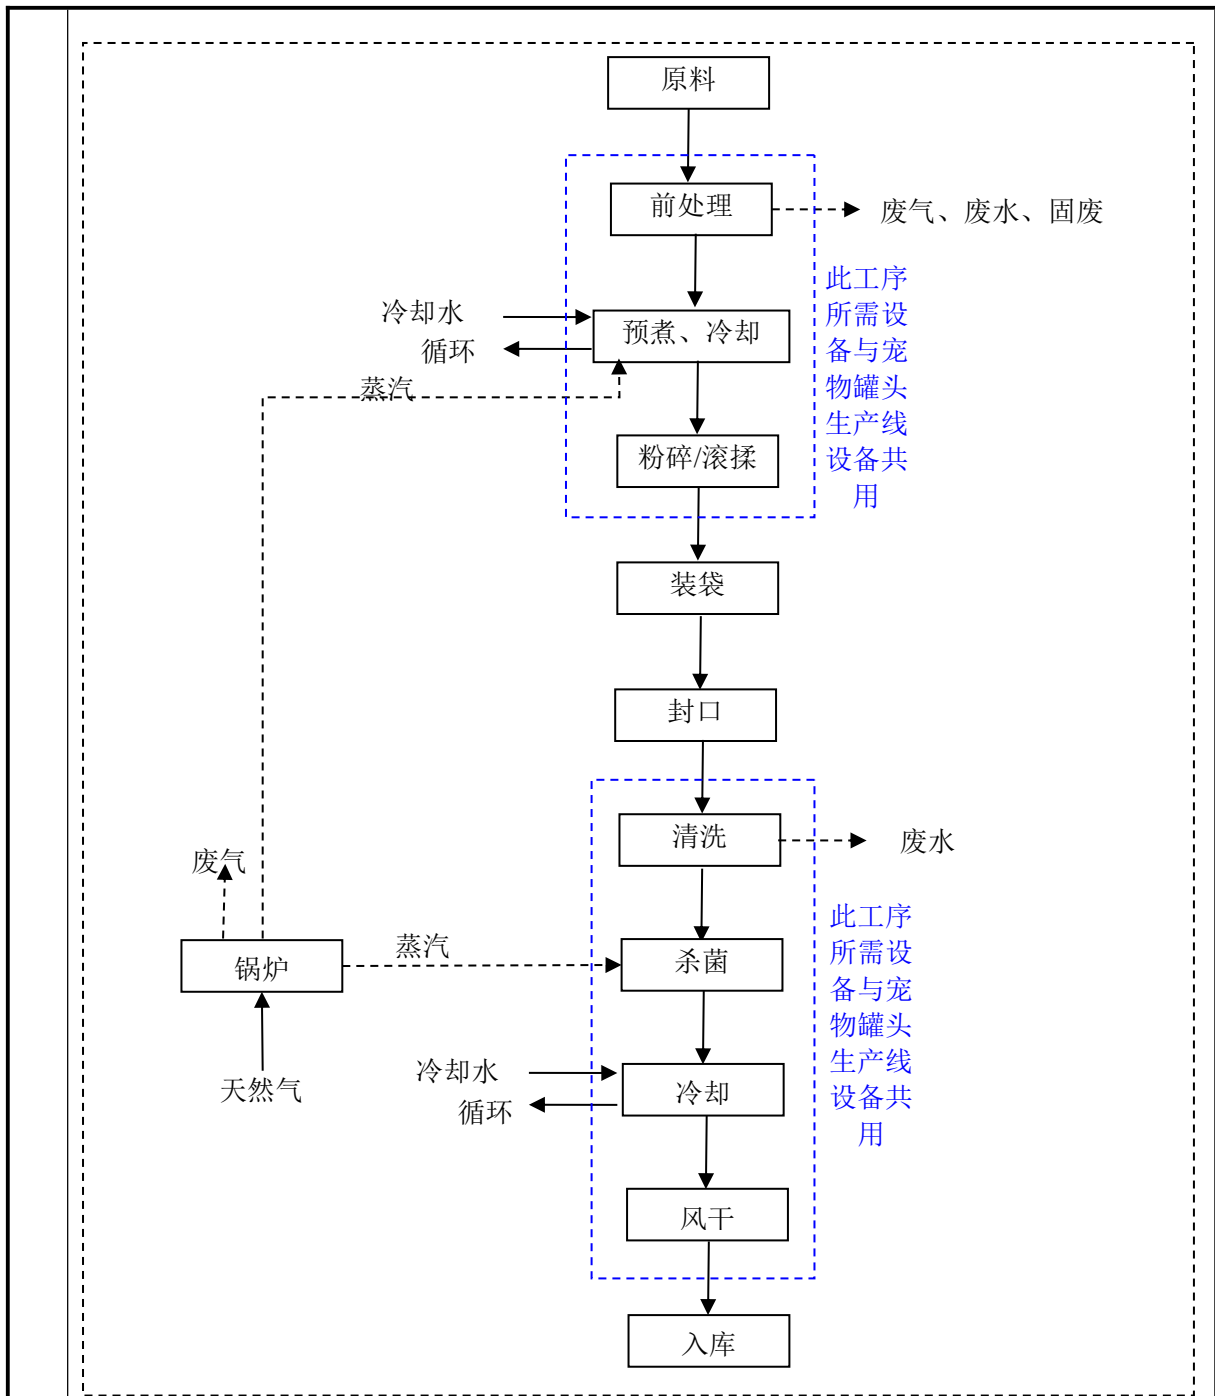 原料
前处理
废气、废水、固废
此工序
所需设
备与宠
物罐头
生产线
设备共
用
冷却水
循环
预煮、冷却
蒸汽
粉碎/滚揉
装袋
封口
清洗
废水
废气
此工序
所需设
备与宠
物罐头
生产线
设备共
用
锅炉
蒸汽
杀菌
天然气
冷却水
循环
冷却
风干
入库